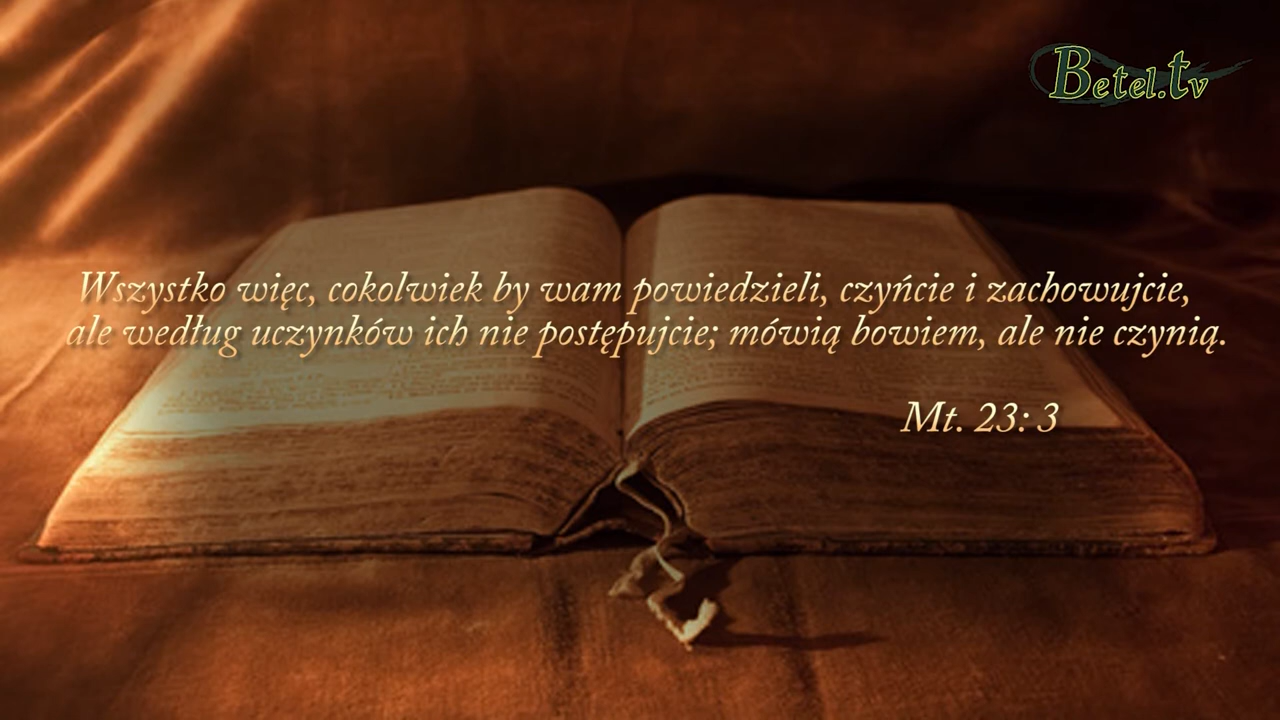 Betel.tv
Wszystko więc, cokolwiek by wam powiedzieli, czyńcie i zachowujcie,
ale według uczynków ich nie postępujcie; mówią bowiem, ale nie czynią.
Mt. 23: 3